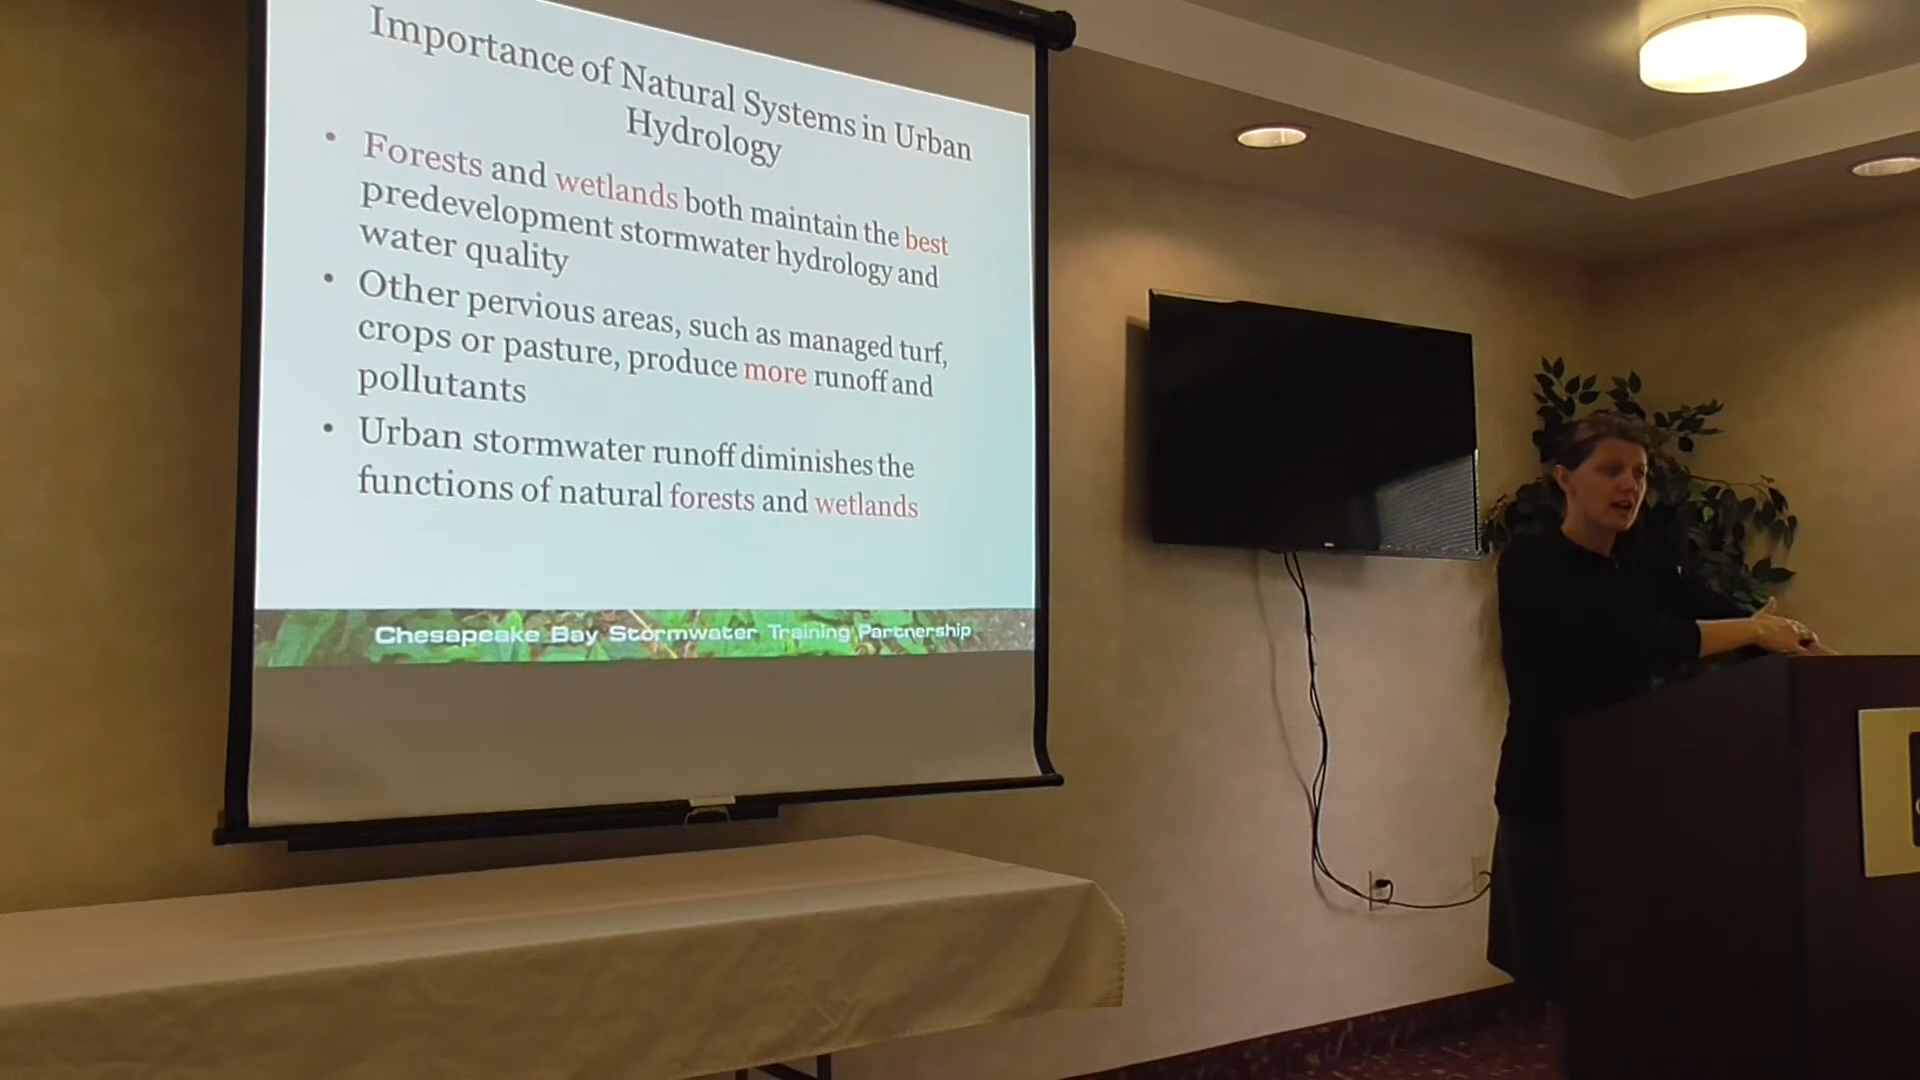 Importance of Natural Systems in Urban
Hydrology
• Forests and wetlands both maintain the best
predevelopment stormwater hydrology and
water quality
• Other pervious areas, such as managed turf,
crops or pasture, produce more runoff and
pollutants
• Urban stormwater runoff diminishes the
functions of natural forests and wetlands
Chesapeake Bay Stormwater Training Partnership